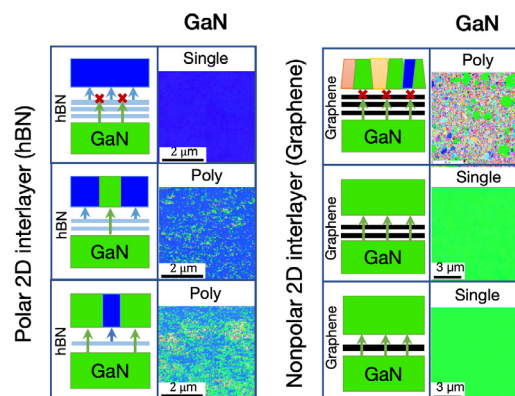 GaN
GaN
Polar 2D interlayer (hBN)
hBN
GaN
Single
2 μm
hBN
GaN
Poly
2 μm
hBN
GaN
Poly
2 μm
Nonpolar 2D interlayer (Graphene)
Graphene
GaN
Poly
Graphene
GaN
Single
3 μm
Graphene
GaN
Single
3 μm